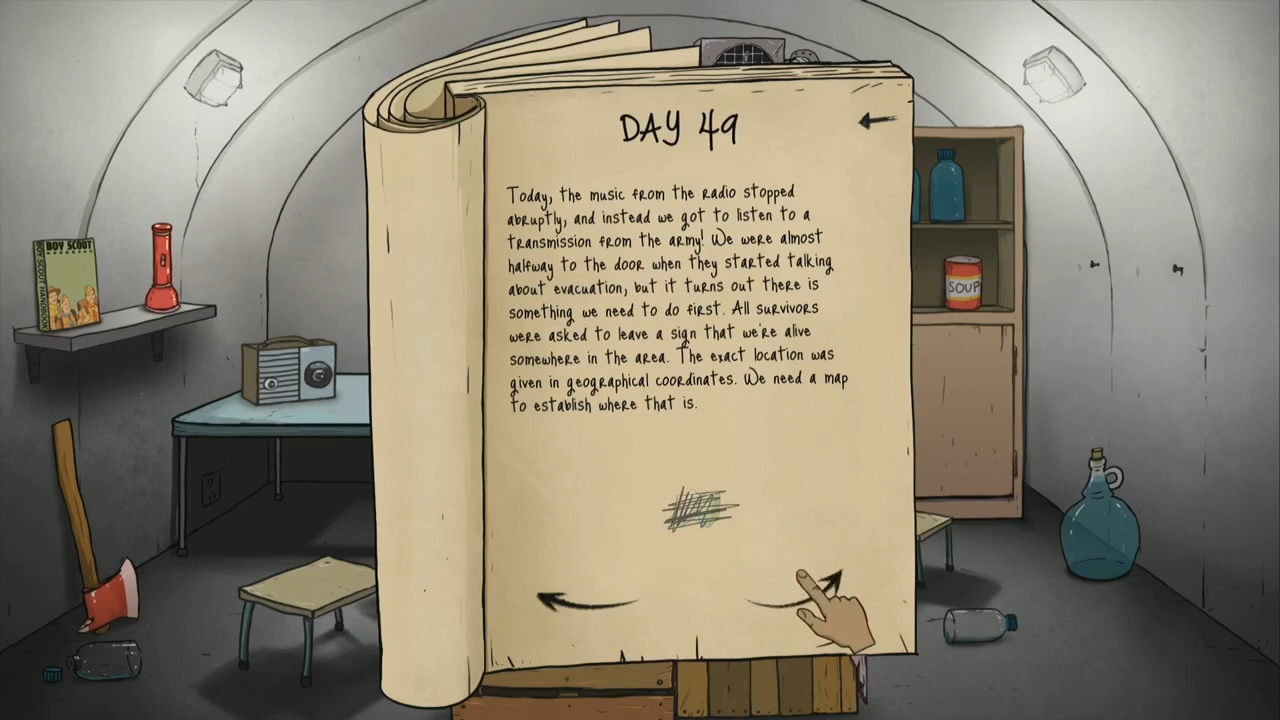 DAY 49
Today, the music from the radio stopped
abruptly, and instead we got to listen to a
transmission from the army! We were almost
halfway to the door when they started talking
about evacuation, but it turns out there is
something we need to do first. All survivors
were asked to leave a sign that we're alive
somewhere in the area. The exact location was
given in geographical coordinates. We need a map
to establish where that is.
BOY SCOUT
BOY SCOUT HANDBOOK
SOUP